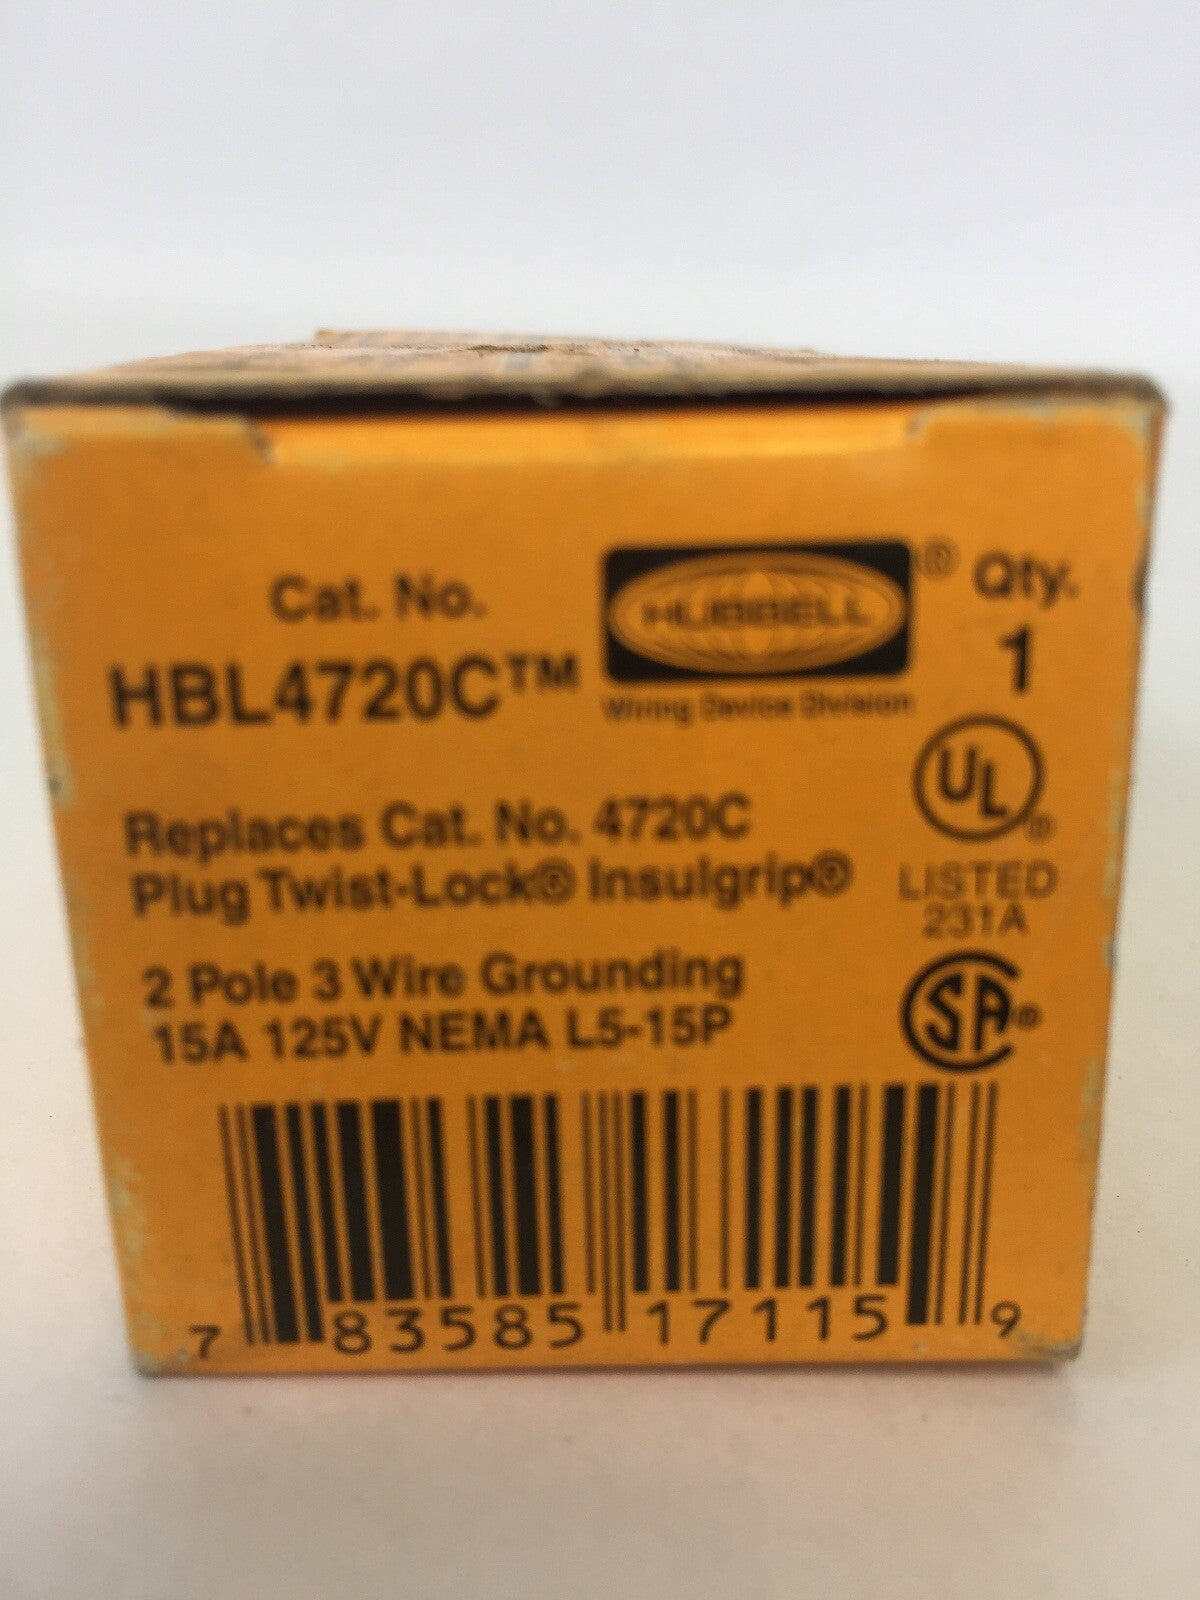 Cat. No.
HBL4720C™
HUBBELL®
Wiring Device Division
Qty.
1
Replaces Cat. No. 4720C
Plug Twist-Lock® Insulgrip®
2 Pole 3 Wire Grounding
15A 125V NEMA L5-15P
UL®
LISTED
231A
SA®
7 83585 17115 9